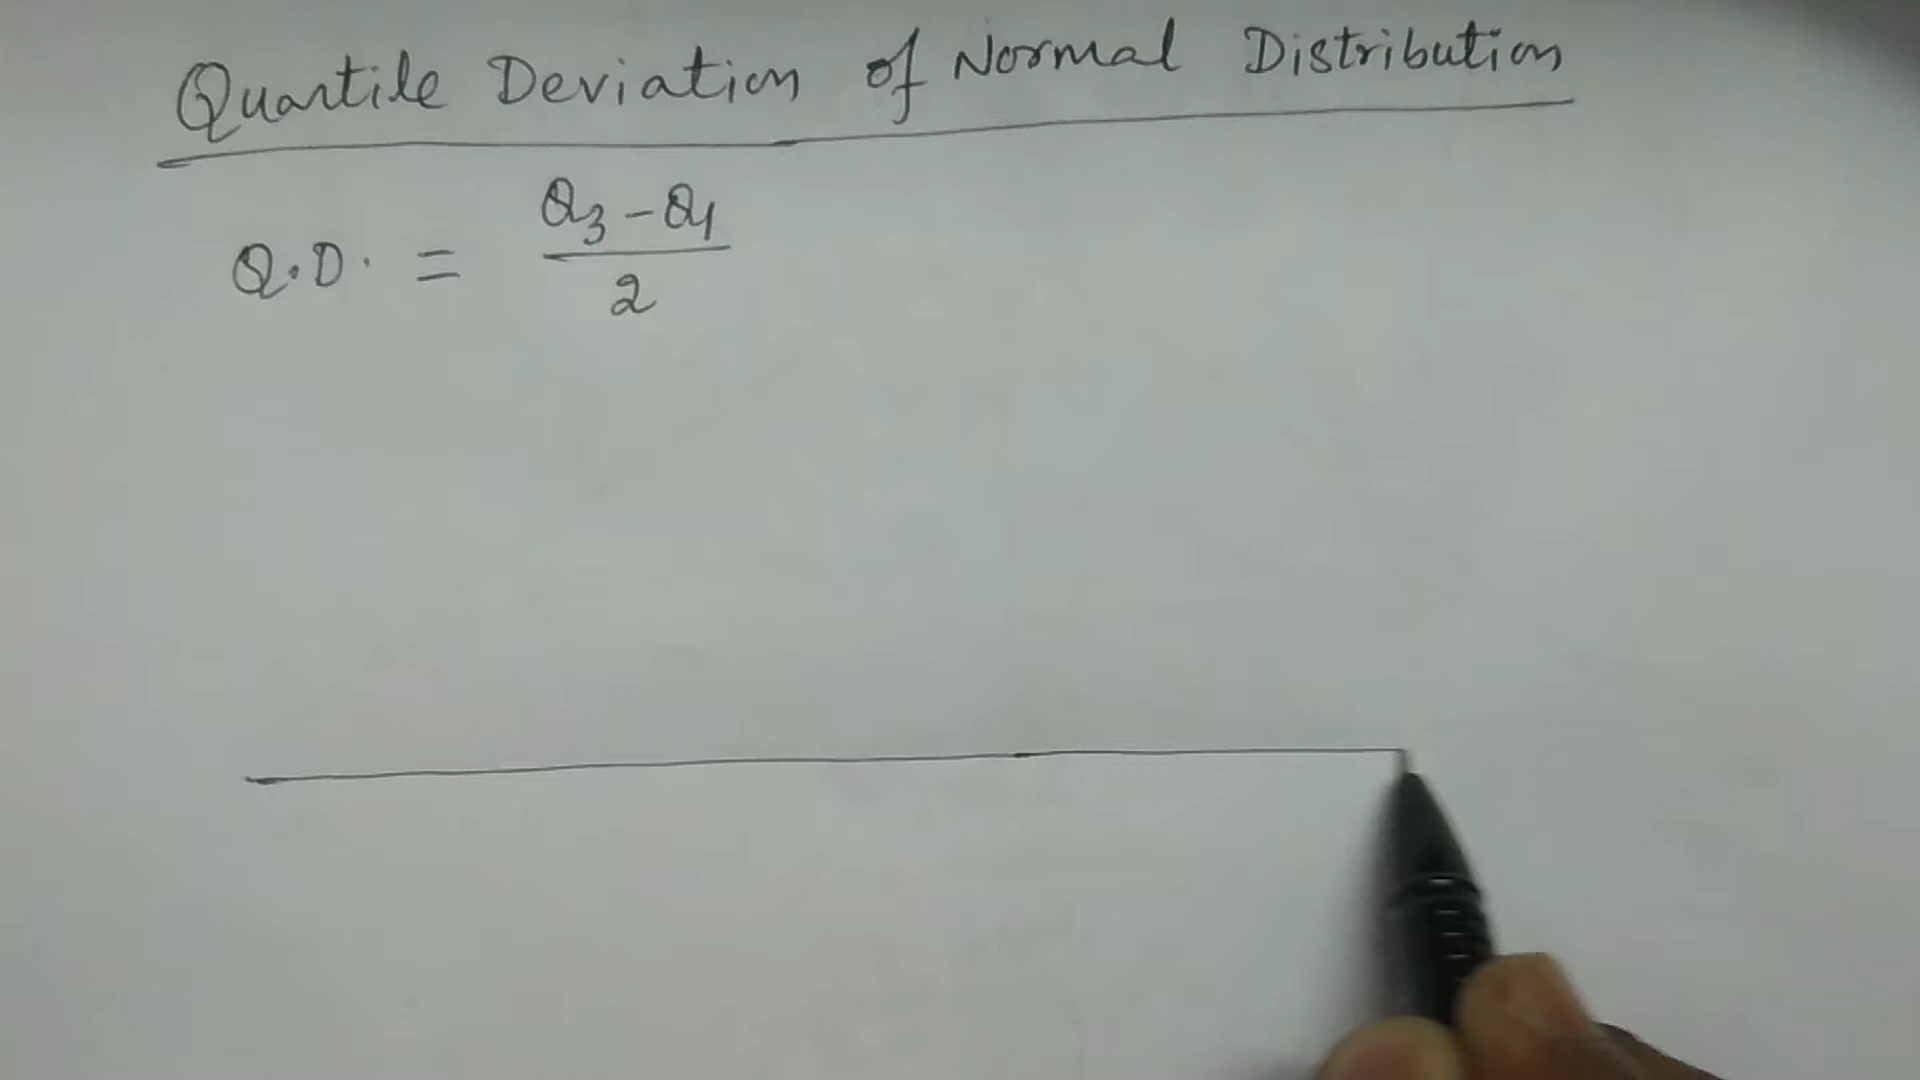 Quartile Deviation of Normal Distribution
Q.D. = Q₃ - Q₁ / 2